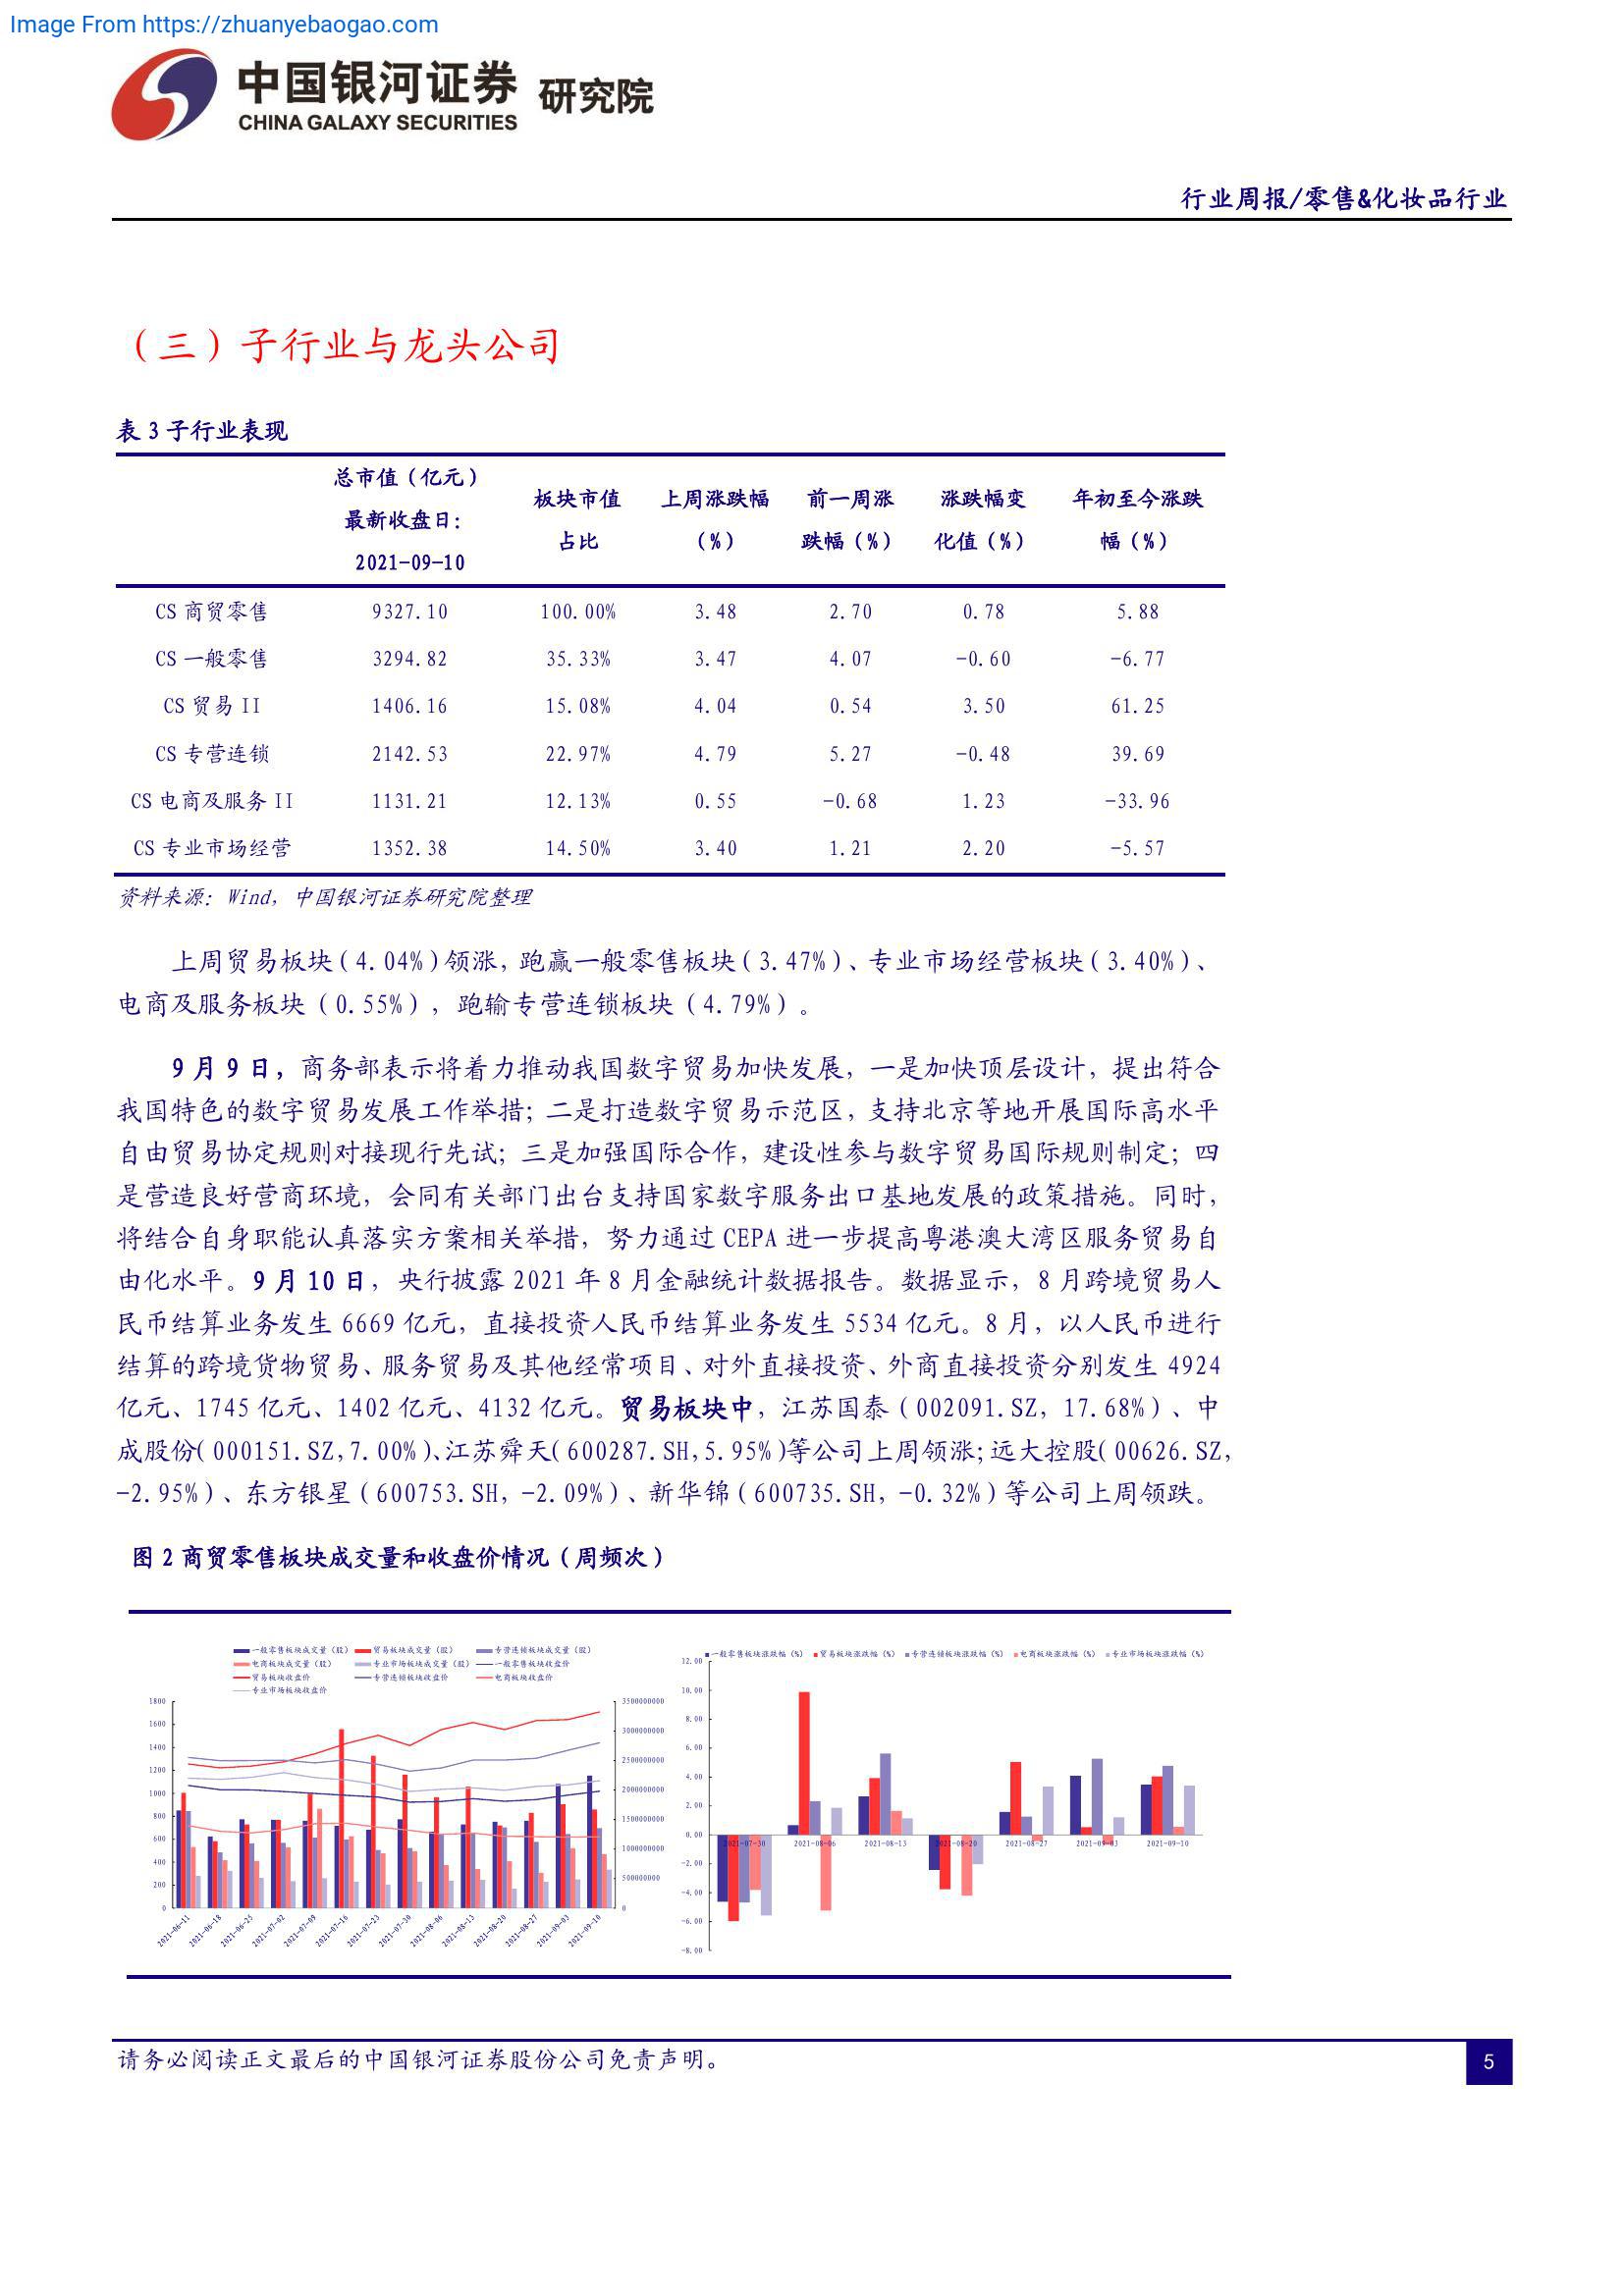 Image From https://zhuanyebaogao.com
中国银河证券 研究院
CHINA GALAXY SECURITIES
行业周报/零售&化妆品行业
（三）子行业与龙头公司
表 3 子行业表现
总市值（亿元） 最新收盘日： 2021-09-10 板块市值占比 上周涨跌幅（%） 前一周涨跌幅（%） 涨跌幅变化值（%） 年初至今涨跌幅（%）
CS 商贸零售 9327.10 100.00% 3.48 2.70 0.78 5.88
CS 一般零售 3294.82 35.33% 3.47 4.07 -0.60 -6.77
CS 贸易 II 1406.16 15.08% 4.04 0.54 3.50 61.25
CS 专营连锁 2142.53 22.97% 4.79 5.27 -0.48 39.69
CS 电商及服务 II 1131.21 12.13% 0.55 -0.68 1.23 -33.96
CS 专业市场经营 1352.38 14.50% 3.40 1.21 2.20 -5.57
资料来源：Wind，中国银河证券研究院整理
上周贸易板块（4.04%）领涨，跑赢一般零售板块（3.47%）、专业市场经营板块（3.40%）、
电商及服务板块（0.55%），跑输专营连锁板块（4.79%）。
9 月 9 日，商务部表示将着力推动我国数字贸易加快发展，一是加快顶层设计，提出符合
我国特色的数字贸易发展工作举措；二是打造数字贸易示范区，支持北京等地开展国际高水平
自由贸易协定规则对接现行先试；三是加强国际合作，建设性参与数字贸易国际规则制定；四
是营造良好营商环境，会同有关部门出台支持国家数字服务出口基地发展的政策措施。同时，
将结合自身职能认真落实方案相关举措，努力通过 CEPA 进一步提高粤港澳大湾区服务贸易自
由化水平。9 月 10 日，央行披露 2021 年 8 月金融统计数据报告。数据显示，8 月跨境贸易人
民币结算业务发生 6669 亿元，直接投资人民币结算业务发生 5534 亿元。8 月，以人民币进行
结算的跨境货物贸易、服务贸易及其他经常项目、对外直接投资、外商直接投资分别发生 4924
亿元、1745 亿元、1402 亿元、4132 亿元。贸易板块中，江苏国泰（002091.SZ，17.68%）、中
成股份（000151.SZ，7.00%）、江苏舜天（600287.SH，5.95%）等公司上周领涨；远大控股（00626.SZ，
-2.95%）、东方银星（600753.SH，-2.09%）、新华锦（600735.SH，-0.32%）等公司上周领跌。
图 2 商贸零售板块成交量和收盘价情况（周频次）
一般零售板块成交量（股） 贸易板块成交量（股） 专营连锁板块成交量（股）
电商板块成交量（股） 专业市场板块成交量（股） 一般零售板块收盘价
贸易板块收盘价 专营连锁板块收盘价 电商板块收盘价
专业市场板块收盘价
1800 3500000000
1600 3000000000
1400 2500000000
1200 2000000000
1000 1500000000
800 1000000000
600 500000000
400 0
200
0
2021-06-11 2021-06-18 2021-06-25 2021-07-02 2021-07-09 2021-07-16 2021-07-23 2021-07-30 2021-08-06 2021-08-13 2021-08-20 2021-08-27 2021-09-03 2021-09-10
一般零售板块涨跌幅（%） 贸易板块涨跌幅（%） 专营连锁板块涨跌幅（%） 电商板块涨跌幅（%） 专业市场板块涨跌幅（%）
12.00
10.00
8.00
6.00
4.00
2.00
0.00
-2.00
-4.00
-6.00
-8.00
2021-07-30 2021-08-06 2021-08-13 2021-08-20 2021-08-27 2021-09-03 2021-09-10
请务必阅读正文最后的中国银河证券股份公司免责声明。
5